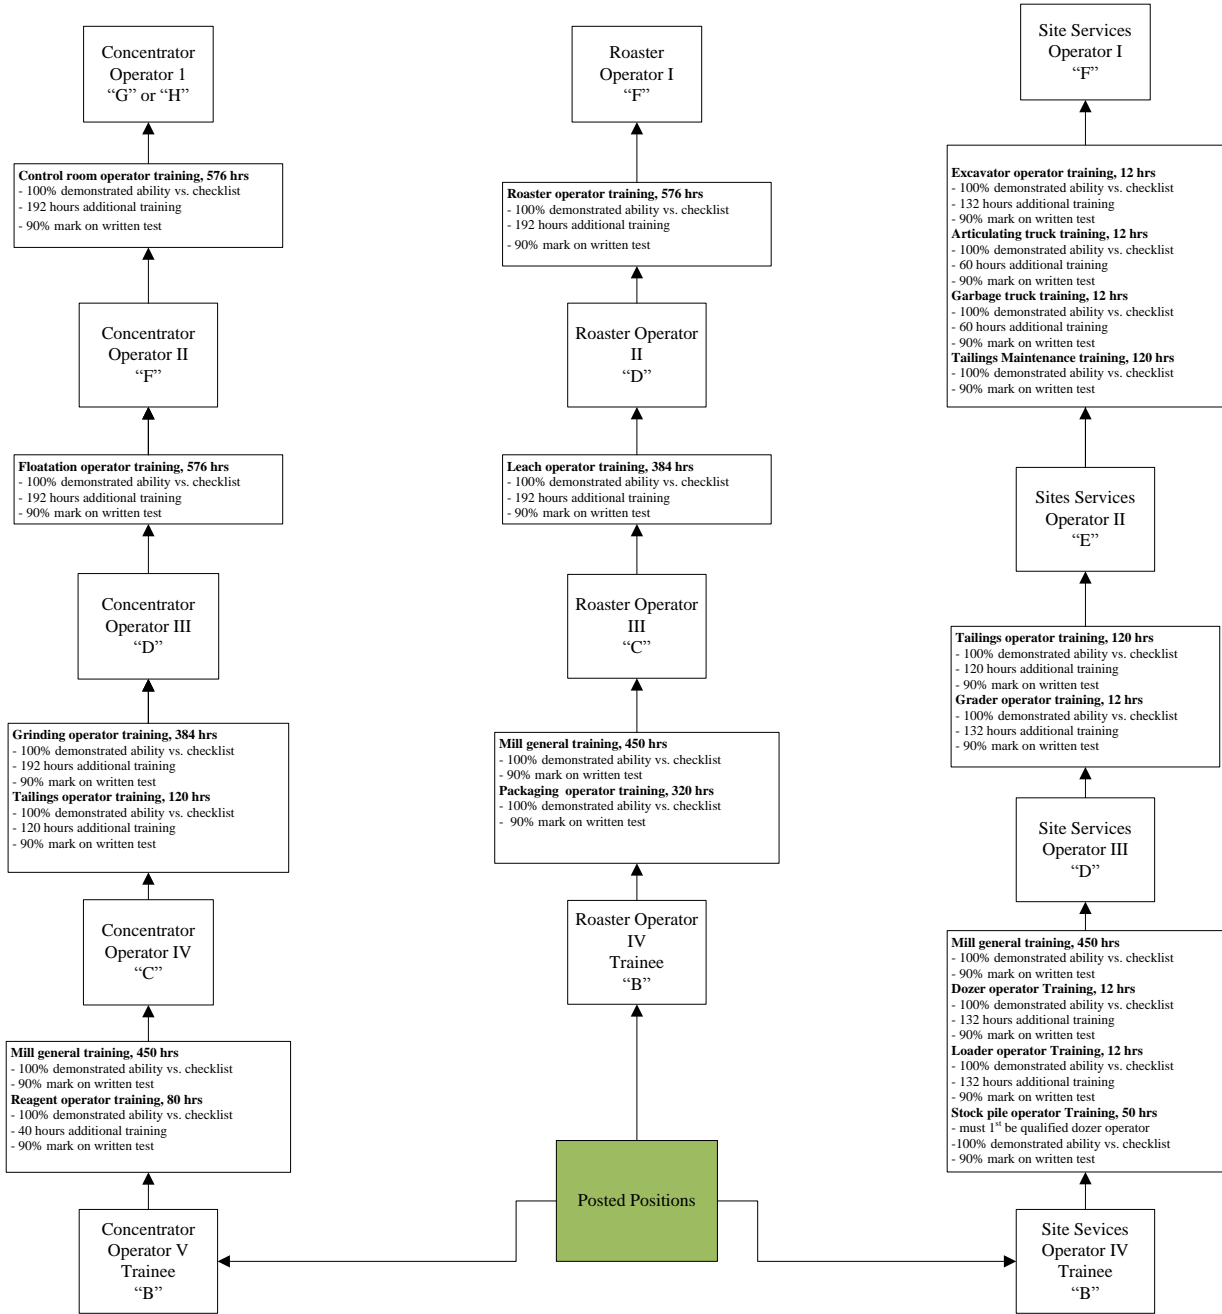 Concentrator
Operator 1
“G” or “H”
Control room operator training, 576 hrs
- 100% demonstrated ability vs. checklist
- 192 hours additional training
- 90% mark on written test
Concentrator
Operator II
“F”
Floatation operator training, 576 hrs
- 100% demonstrated ability vs. checklist
- 192 hours additional training
- 90% mark on written test
Concentrator
Operator III
“D”
Grinding operator training, 384 hrs
- 100% demonstrated ability vs. checklist
- 192 hours additional training
- 90% mark on written test
Tailings operator training, 120 hrs
- 100% demonstrated ability vs. checklist
- 120 hours additional training
- 90% mark on written test
Concentrator
Operator IV
“C”
Mill general training, 450 hrs
- 100% demonstrated ability vs. checklist
- 90% mark on written test
Reagent operator training, 80 hrs
- 100% demonstrated ability vs. checklist
- 40 hours additional training
- 90% mark on written test
Concentrator
Operator V
Trainee
“B”
Roaster
Operator I
“F”
Roaster operator training, 576 hrs
- 100% demonstrated ability vs. checklist
- 192 hours additional training
- 90% mark on written test
Roaster Operator
II
“D”
Leach operator training, 384 hrs
- 100% demonstrated ability vs. checklist
- 192 hours additional training
- 90% mark on written test
Roaster Operator
III
“C”
Mill general training, 450 hrs
- 100% demonstrated ability vs. checklist
- 90% mark on written test
Packaging operator training, 320 hrs
- 100% demonstrated ability vs. checklist
- 90% mark on written test
Roaster Operator
IV
Trainee
“B”
Posted Positions
Site Services
Operator I
“F”
Excavator operator training, 12 hrs
- 100% demonstrated ability vs. checklist
- 132 hours additional training
- 90% mark on written test
Articulating truck training, 12 hrs
- 100% demonstrated ability vs. checklist
- 60 hours additional training
- 90% mark on written test
Garbage truck training, 12 hrs
- 100% demonstrated ability vs. checklist
- 60 hours additional training
- 90% mark on written test
Tailings Maintenance training, 120 hrs
- 100% demonstrated ability vs. checklist
- 90% mark on written test
Sites Services
Operator II
“E”
Tailings operator training, 120 hrs
- 100% demonstrated ability vs. checklist
- 120 hours additional training
- 90% mark on written test
Grader operator training, 12 hrs
- 100% demonstrated ability vs. checklist
- 132 hours additional training
- 90% mark on written test
Site Services
Operator III
“D”
Mill general training, 450 hrs
- 100% demonstrated ability vs. checklist
- 90% mark on written test
Dozer operator Training, 12 hrs
- 100% demonstrated ability vs. checklist
- 132 hours additional training
- 90% mark on written test
Loader operator Training, 12 hrs
- 100% demonstrated ability vs. checklist
- 132 hours additional training
- 90% mark on written test
Stock pile operator Training, 50 hrs
- must 1st be qualified dozer operator
-100% demonstrated ability vs. checklist
- 90% mark on written test
Site Sevices
Operator IV
Trainee
“B”